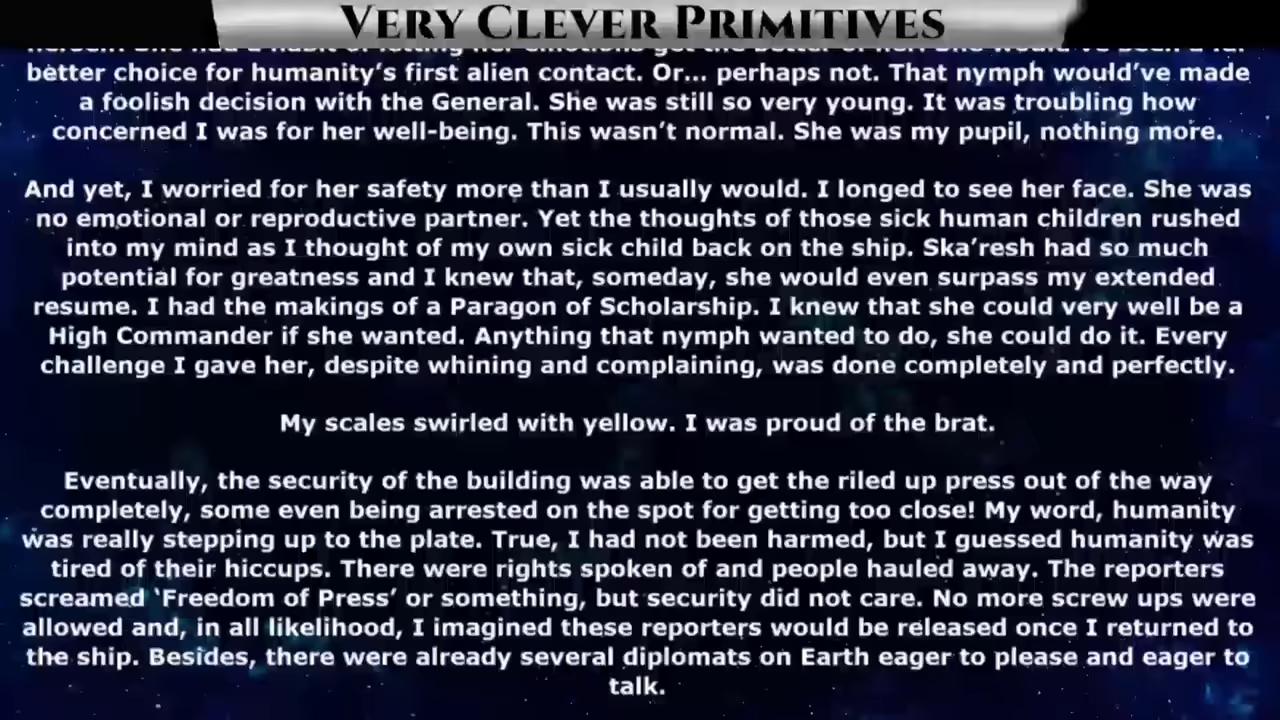 VERY CLEVER PRIMITIVES
better choice for humanity's first alien contact. Or... perhaps not. That nymph would've made
a foolish decision with the General. She was still so very young. It was troubling how
concerned I was for her well-being. This wasn't normal. She was my pupil, nothing more.
And yet, I worried for her safety more than I usually would. I longed to see her face. She was
no emotional or reproductive partner. Yet the thoughts of those sick human children rushed
into my mind as I thought of my own sick child back on the ship. Ska'resh had so much
potential for greatness and I knew that, someday, she would even surpass my extended
resume. I had the makings of a Paragon of Scholarship. I knew that she could very well be a
High Commander if she wanted. Anything that nymph wanted to do, she could do it. Every
challenge I gave her, despite whining and complaining, was done completely and perfectly.
My scales swirled with yellow. I was proud of the brat.
Eventually, the security of the building was able to get the riled up press out of the way
completely, some even being arrested on the spot for getting too close! My word, humanity
was really stepping up to the plate. True, I had not been harmed, but I guessed humanity was
tired of their hiccups. There were rights spoken of and people hauled away. The reporters
screamed ‘Freedom of Press’ or something, but security did not care. No more screw ups were
allowed and, in all likelihood, I imagined these reporters would be released once I returned to
the ship. Besides, there were already several diplomats on Earth eager to please and eager to
talk.